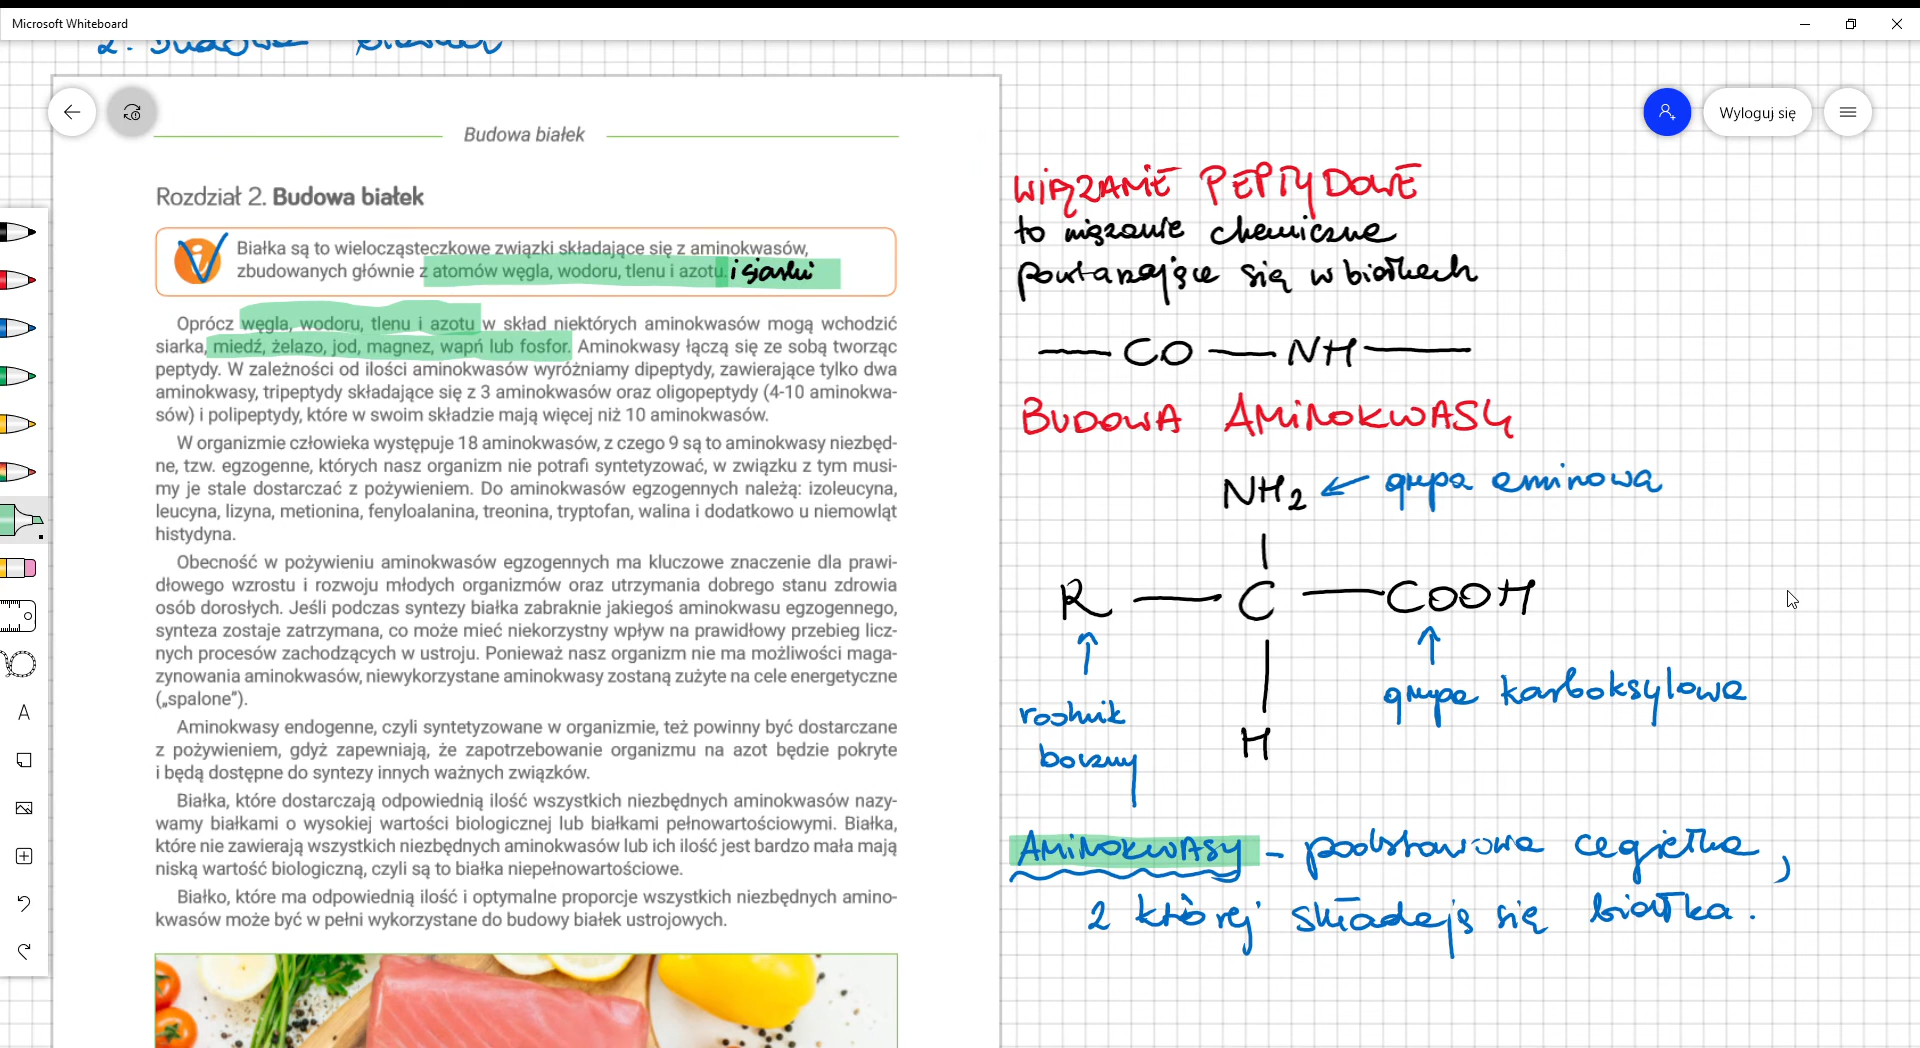 Microsoft Whiteboard
2. Budowa białek
Wyloguj się
Budowa białek
Rozdział 2. Budowa białek
Białka są to wielocząsteczkowe związki składające się z aminokwasów,
zbudowanych głównie z atomów węgla, wodoru, tlenu i azotu. i siarki
Oprócz węgla, wodoru, tlenu i azotu w skład niektórych aminokwasów mogą wchodzić
siarka, miedź, żelazo, jod, magnez, wapń lub fosfor. Aminokwasy łączą się ze sobą tworząc
peptydy. W zależności od ilości aminokwasów wyróżniamy dipeptydy, zawierające tylko dwa
aminokwasy, tripeptydy składające się z 3 aminokwasów oraz oligopeptydy (4-10 aminokwa-
sów) i polipeptydy, które w swoim składzie mają więcej niż 10 aminokwasów.
W organizmie człowieka występuje 18 aminokwasów, z czego 9 są to aminokwasy niezbęd-
ne, tzw. egzogenne, których nasz organizm nie potrafi syntetyzować, w związku z tym musi-
my je stale dostarczać z pożywieniem. Do aminokwasów egzogennych należą: izoleucyna,
leucyna, lizyna, metionina, fenyloalanina, treonina, tryptofan, walina i dodatkowo u niemowląt
histydyna.
Obecność w pożywieniu aminokwasów egzogennych ma kluczowe znaczenie dla prawi-
dłowego wzrostu i rozwoju młodych organizmów oraz utrzymania dobrego stanu zdrowia
osób dorosłych. Jeśli podczas syntezy białka zabraknie jakiegoś aminokwasu egzogennego,
synteza zostaje zatrzymana, co może mieć niekorzystny wpływ na prawidłowy przebieg licz-
nych procesów zachodzących w ustroju. Ponieważ nasz organizm nie ma możliwości maga-
zynowania aminokwasów, niewykorzystane aminokwasy zostaną zużyte na cele energetyczne
(„spalone”).
Aminokwasy endogenne, czyli syntetyzowane w organizmie, też powinny być dostarczane
z pożywieniem, gdyż zapewniają, że zapotrzebowanie organizmu na azot będzie pokryte
i będą dostępne do syntezy innych ważnych związków.
Białka, które dostarczają odpowiednią ilość wszystkich niezbędnych aminokwasów nazy-
wamy białkami o wysokiej wartości biologicznej lub białkami pełnowartościowymi. Białka,
które nie zawierają wszystkich niezbędnych aminokwasów lub ich ilość jest bardzo mała mają
niską wartość biologiczną, czyli są to białka niepełnowartościowe.
Białko, które ma odpowiednią ilość i optymalne proporcje wszystkich niezbędnych amino-
kwasów może być w pełni wykorzystane do budowy białek ustrojowych.
WIĄZANIE PEPTYDOWE
to wiązanie chemiczne
powtarzające się w białkach
— CO — NH —
BUDOWA AMINOKWASY
NH2 ← grupa aminowa
R — C — COOH
grupa karboksylowa
rodnik
boczny
H
AMINOKWASY - podstawowa cegiełka,
z której składają się białka.